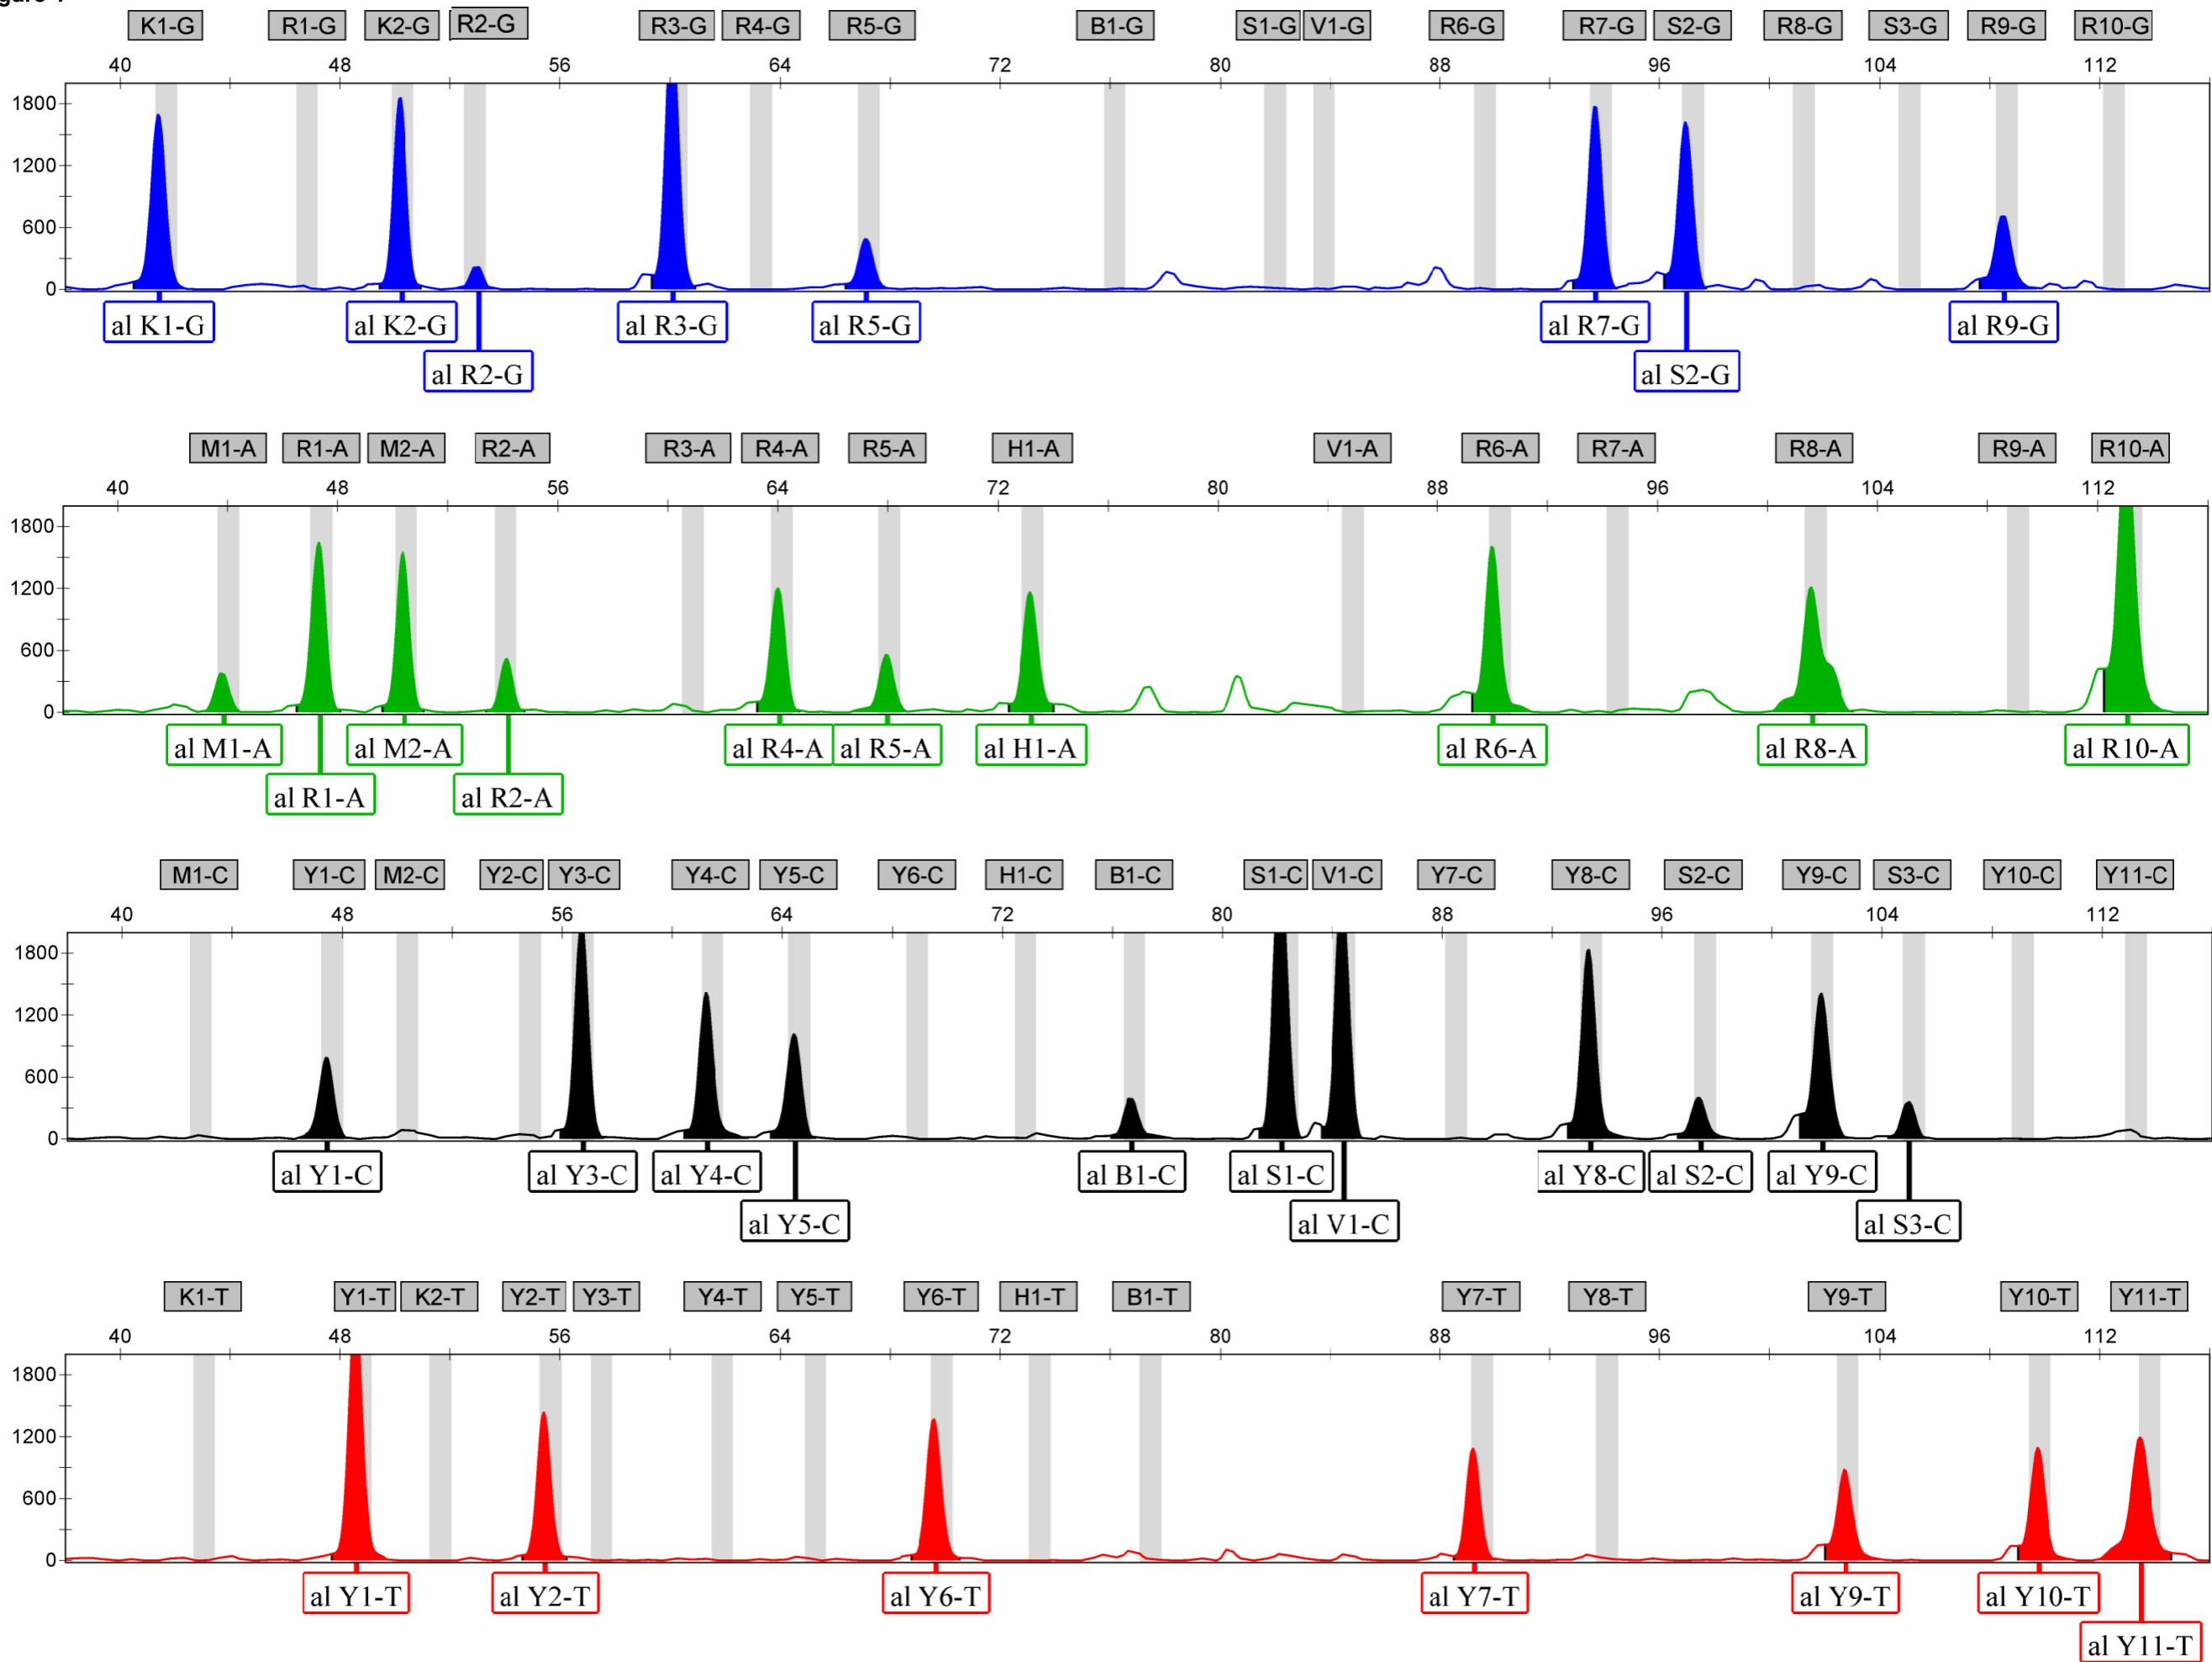 K1-G R1-G K2-G R2-G R3-G R4-G R5-G B1-G S1-G V1-G R6-G R7-G S2-G R8-G S3-G R9-G R10-G
40 48 56 64 72 80 88 96 104 112
1800
1200
600
0
al K1-G al K2-G al R3-G al R5-G al R7-G al R9-G
al R2-G al S2-G
M1-A R1-A M2-A R2-A R3-A R4-A R5-A H1-A V1-A R6-A R7-A R8-A R9-A R10-A
40 48 56 64 72 80 88 96 104 112
1800
1200
600
0
al M1-A al M2-A al R4-A al R5-A al H1-A al R6-A al R8-A al R10-A
al R1-A al R2-A
M1-C Y1-C M2-C Y2-C Y3-C Y4-C Y5-C Y6-C H1-C B1-C S1-C V1-C Y7-C Y8-C S2-C Y9-C S3-C Y10-C Y11-C
40 48 56 64 72 80 88 96 104 112
1800
1200
600
0
al Y1-C al Y3-C al Y4-C al B1-C al S1-C al Y8-C al S2-C al Y9-C
al Y5-C al V1-C al S3-C
K1-T Y1-T K2-T Y2-T Y3-T Y4-T Y5-T Y6-T H1-T B1-T Y7-T Y8-T Y9-T Y10-T Y11-T
40 48 56 64 72 80 88 96 104 112
1800
1200
600
0
al Y1-T al Y2-T al Y6-T al Y7-T al Y9-T al Y10-T
al Y11-T